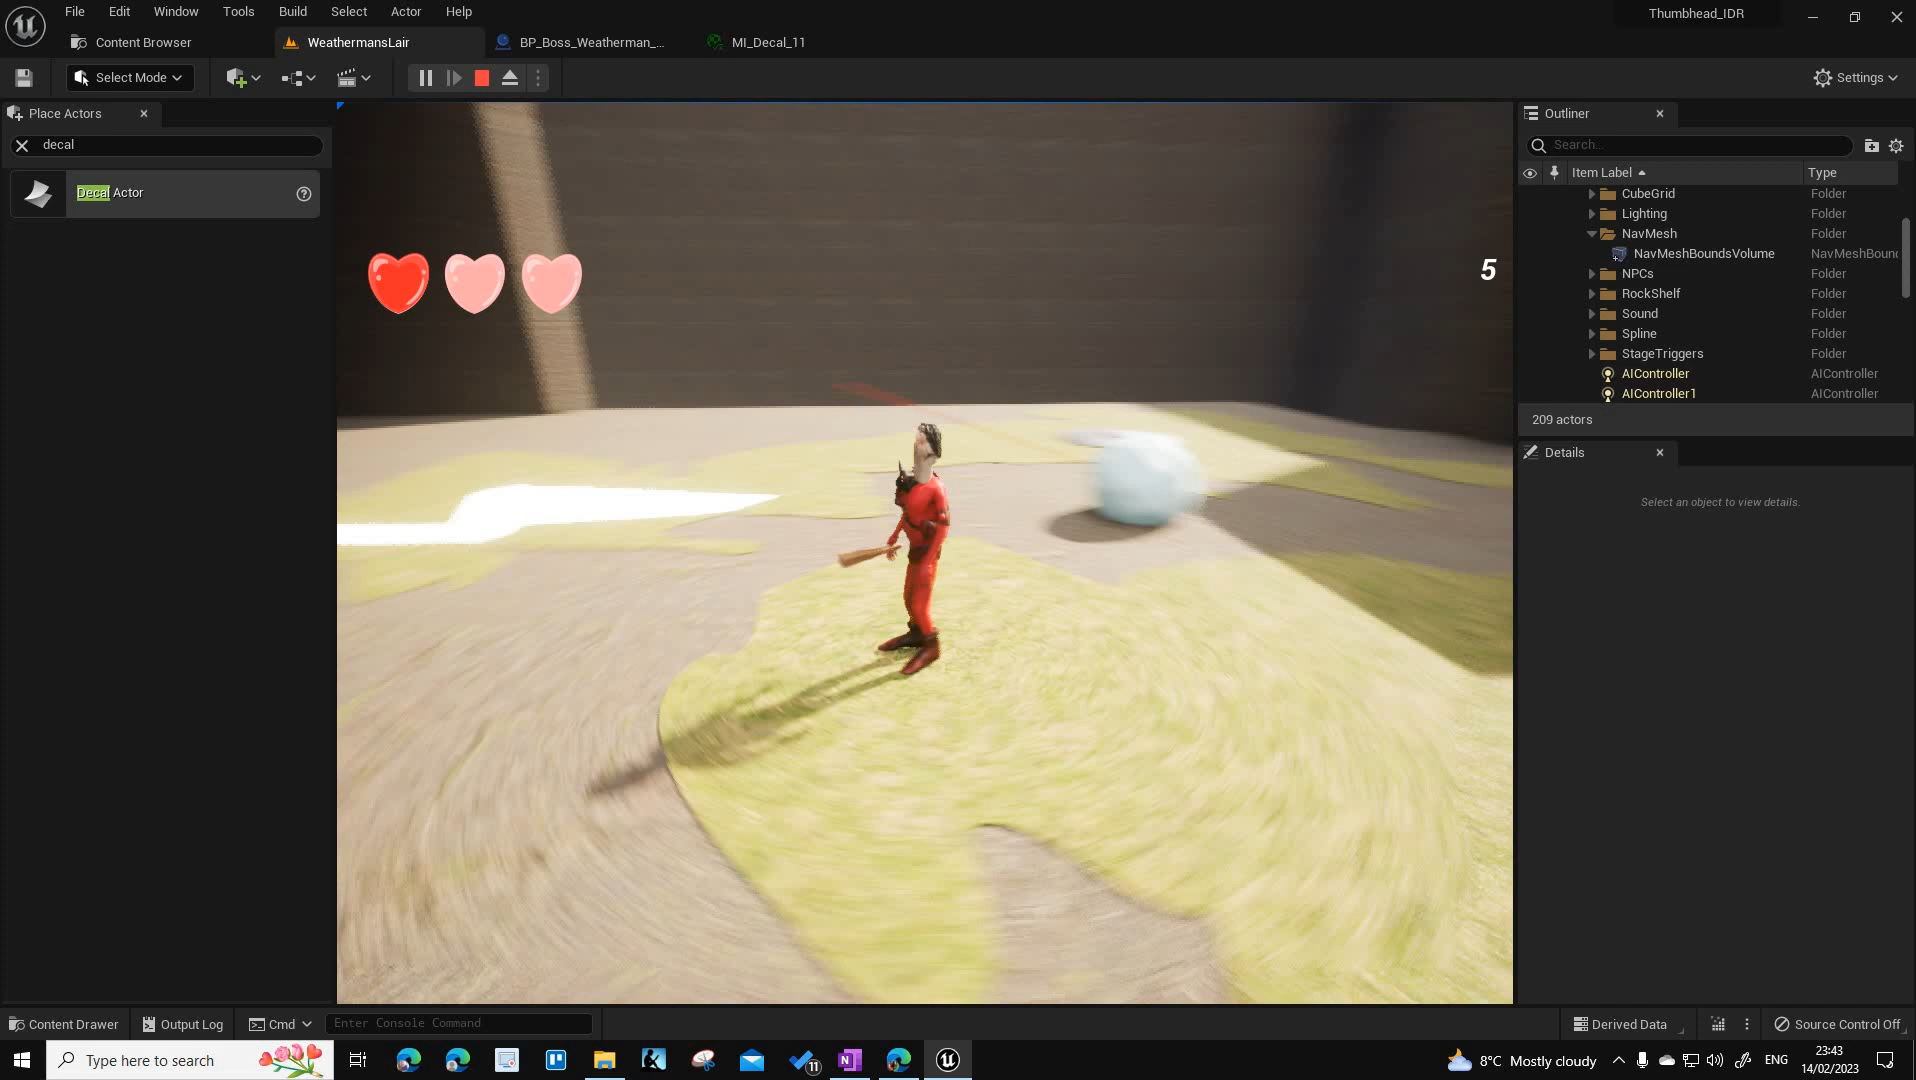 File Edit Window Tools Build Select Actor Help
Thumbhead_IDR
Content Browser
WeathermansLair
BP_Boss_Weatherman_...
MI_Decal_11
Select Mode
Settings
Place Actors
decal
Decal Actor
5
Outliner
Search...
Item Label Type
CubeGrid Folder
Lighting Folder
NavMesh Folder
NavMeshBoundsVolume NavMeshBound
NPCs Folder
RockShelf Folder
Sound Folder
Spline Folder
StageTriggers Folder
AIController AIController
AIController1 AIController
209 actors
Details
Select an object to view details.
Content Drawer
Output Log
Cmd
Enter Console Command
Derived Data
Source Control Off
Type here to search
11
8°C Mostly cloudy
ENG
23:43
14/02/2023